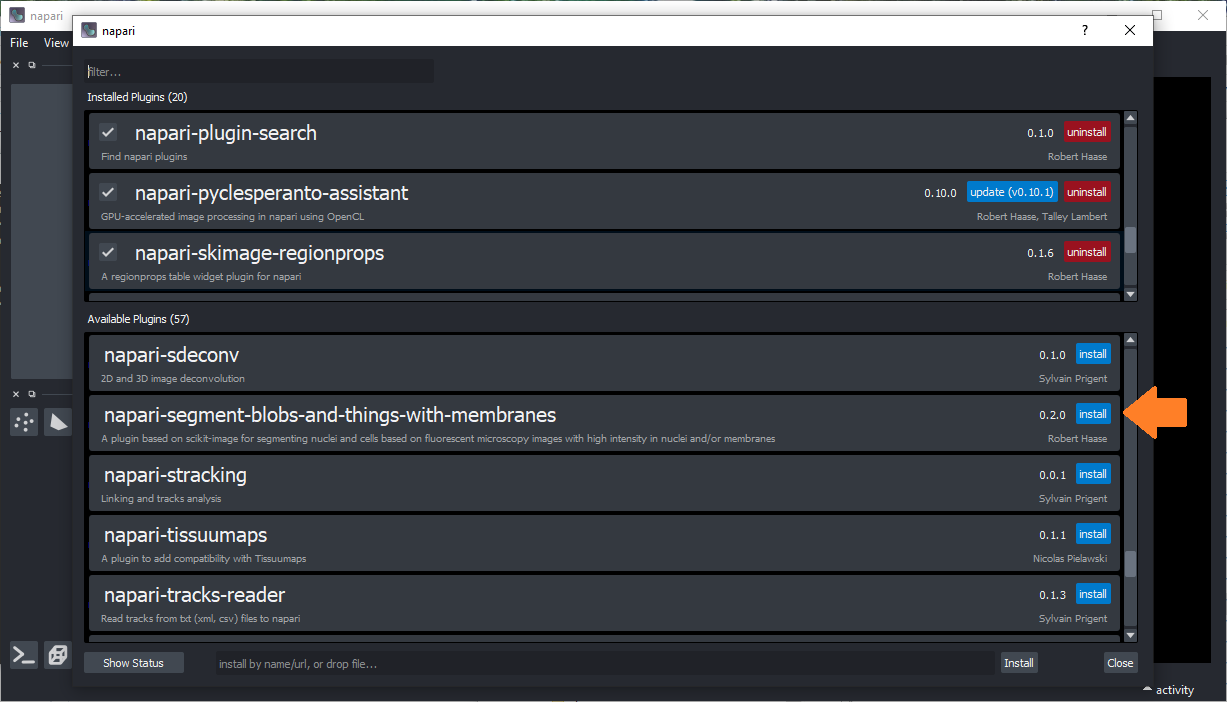 napari
napari
?
File View
filter...
Installed Plugins (20)
napari-plugin-search
0.1.0 uninstall
Find napari plugins
Robert Haase
napari-pyclesperanto-assistant
0.10.0 update (v0.10.1) uninstall
GPU-accelerated image processing in napari using OpenCL
Robert Haase, Talley Lambert
napari-skimage-regionprops
0.1.6 uninstall
A regionprops table widget plugin for napari
Robert Haase
Available Plugins (57)
napari-sdeconv
0.1.0 install
2D and 3D image deconvolution
Sylvain Prigent
napari-segment-blobs-and-things-with-membranes
0.2.0 install
A plugin based on scikit-image for segmenting nuclei and cells based on fluorescent microscopy images with high intensity in nuclei and/or membranes
Robert Haase
napari-stracking
0.0.1 install
Linking and tracks analysis
Sylvain Prigent
napari-tissuumaps
0.1.1 install
A plugin to add compatibility with Tissuumaps
Nicolas Pielawski
napari-tracks-reader
0.1.3 install
Read tracks from txt (xml, csv) files to napari
Sylvain Prigent
Show Status
install by name/url, or drop file...
Install
Close
activity